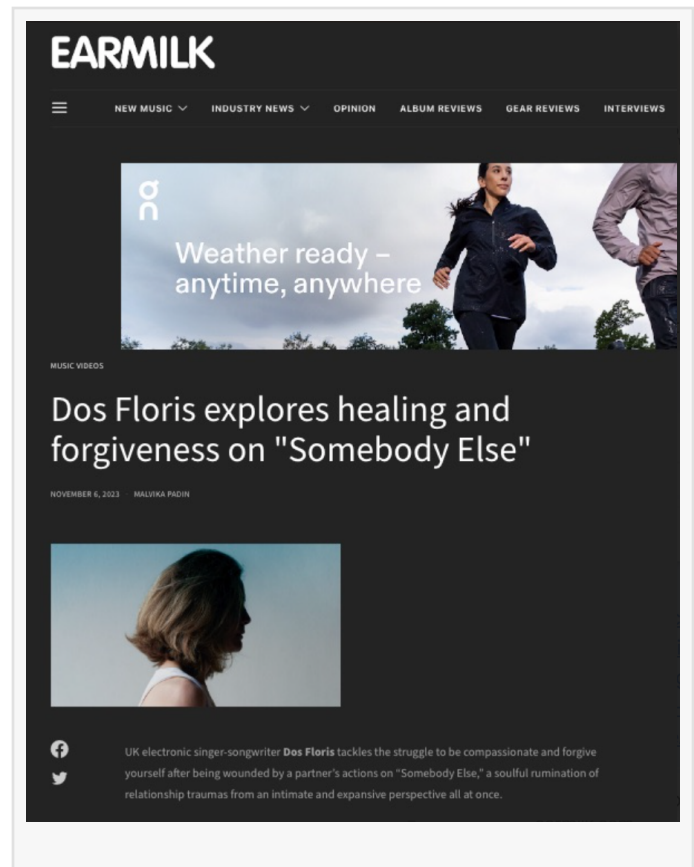 EARMILK
NEW MUSIC INDUSTRY NEWS OPINION ALBUM REVIEWS GEAR REVIEWS INTERVIEWS
on
Weather ready –
anytime, anywhere
MUSIC VIDEOS
Dos Floris explores healing and
forgiveness on "Somebody Else"
NOVEMBER 6, 2023 · MALVIKA PADIN
UK electronic singer-songwriter Dos Floris tackles the struggle to be compassionate and forgive
yourself after being wounded by a partner's actions on “Somebody Else,” a soulful rumination of
relationship traumas from an intimate and expansive perspective all at once.